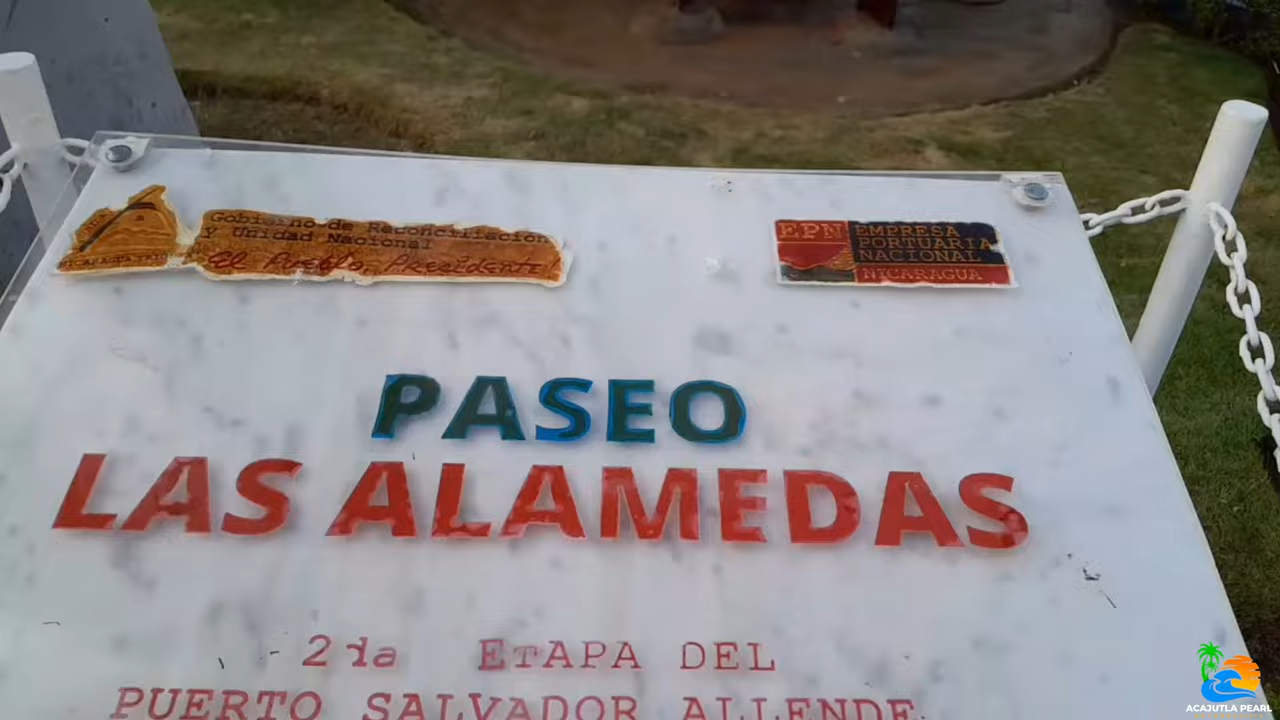 Gobierno de Reconciliación
y Unidad Nacional
El Pueblo, Presidente!
EPN
EMPRESA
PORTUARIA
NACIONAL
NICARAGUA
PASEO
LAS ALAMEDAS
2da ETAPA DEL
PUERTO SALVADOR ALLENDE.
ACAJUTLA PEARL